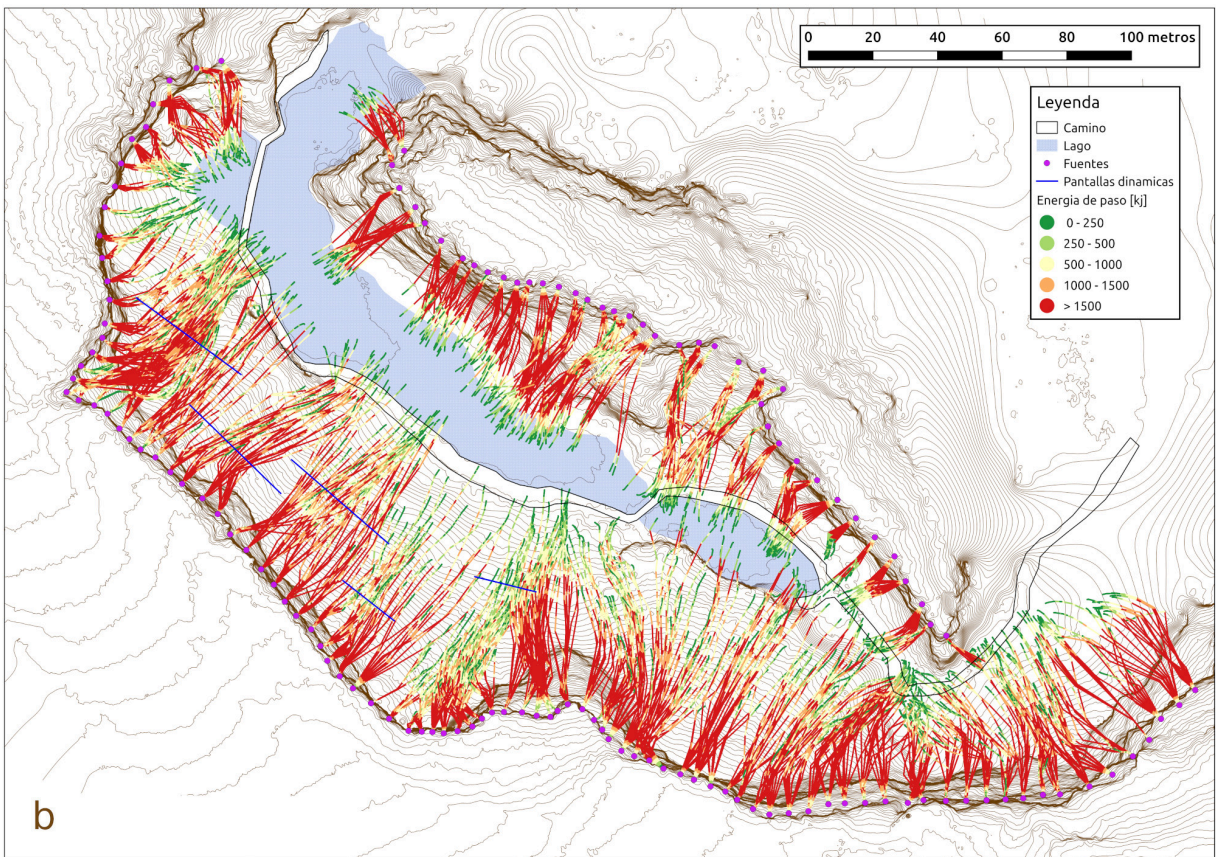 0 20 40 60 80 100 metros
Leyenda
Camino
Lago
Fuentes
Pantallas dinamicas
Energia de paso [kj]
0 - 250
250 - 500
500 - 1000
1000 - 1500
> 1500
b